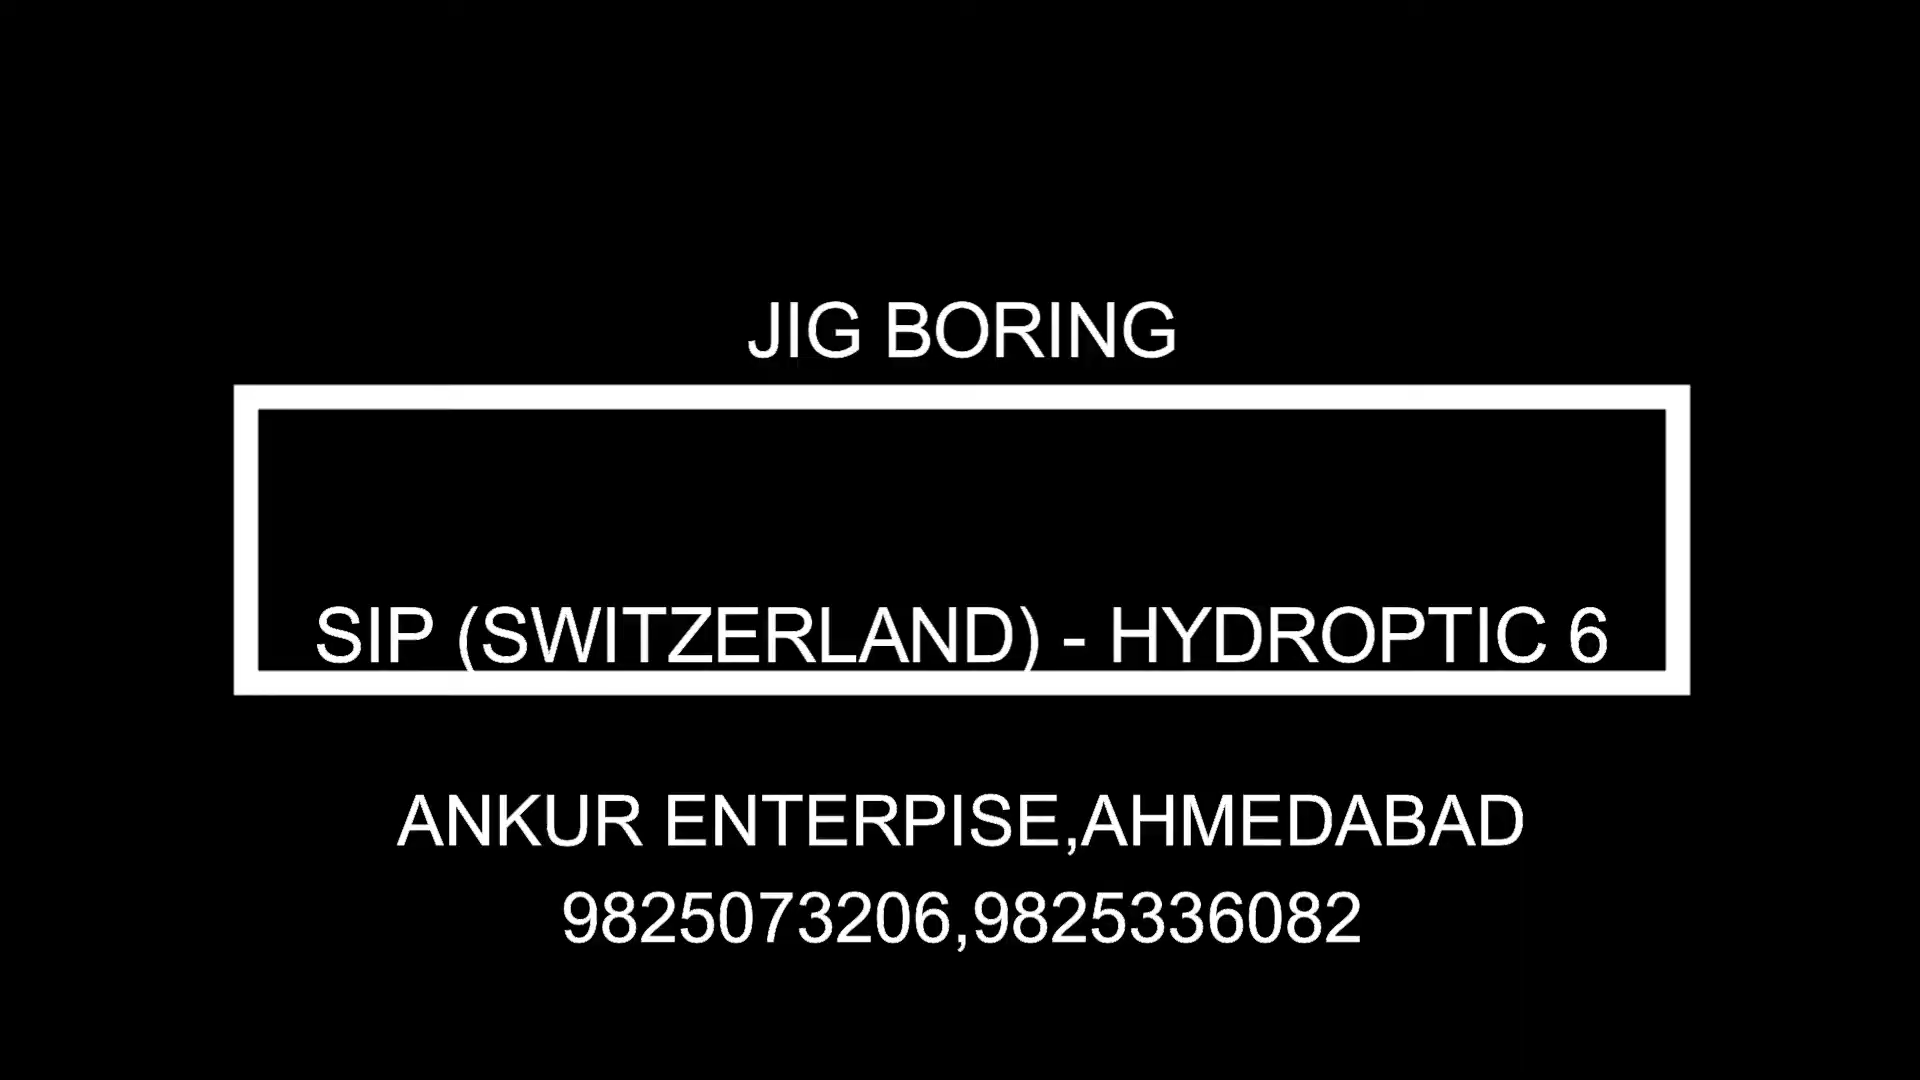 JIG BORING
SIP (SWITZERLAND) - HYDROPTIC 6
ANKUR ENTERPISE,AHMEDABAD
9825073206,9825336082